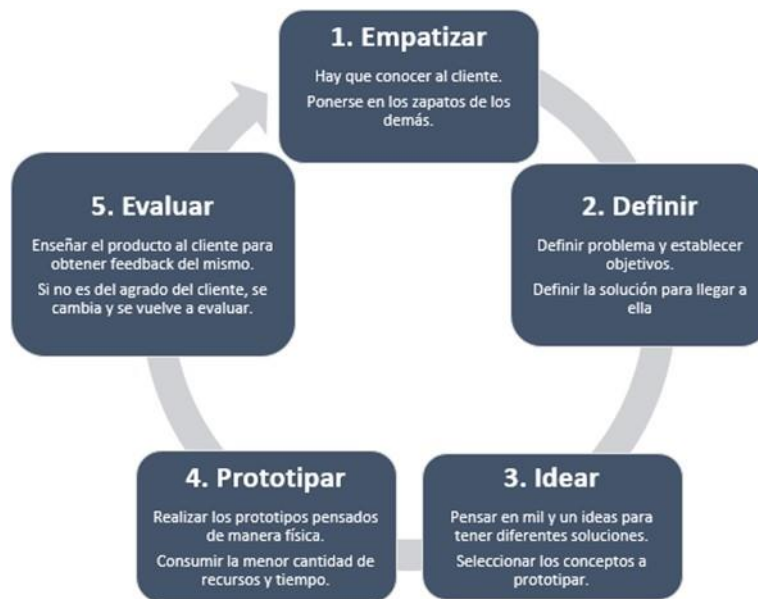 1. Empatizar
Hay que conocer al cliente.
Ponerse en los zapatos de los
demás.
2. Definir
Definir problema y establecer
objetivos.
Definir la solución para llegar a
ella
3. Idear
Pensar en mil y un ideas para
tener diferentes soluciones.
Seleccionar los conceptos a
prototipar.
4. Prototipar
Realizar los prototipos pensados
de manera física.
Consumir la menor cantidad de
recursos y tiempo.
5. Evaluar
Enseñar el producto al cliente para
obtener feedback del mismo.
Si no es del agrado del cliente, se
cambia y se vuelve a evaluar.